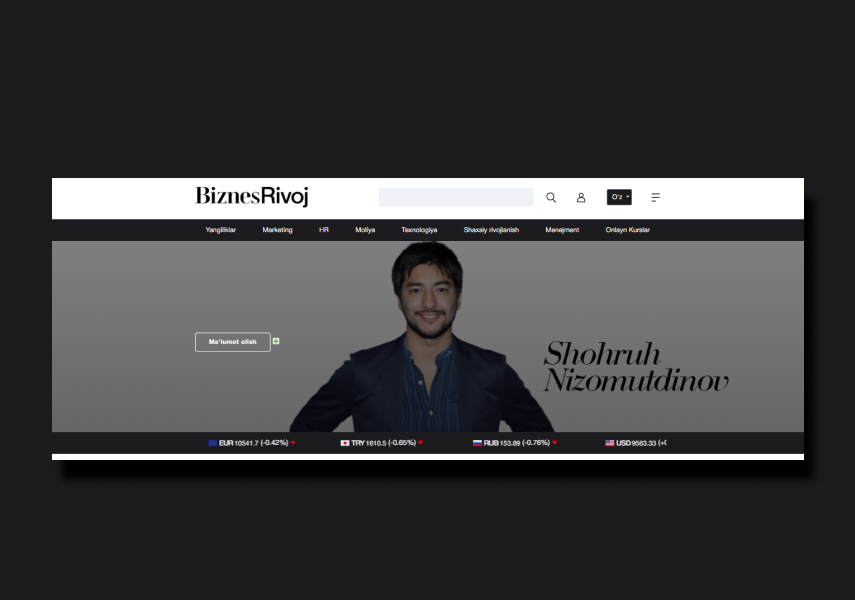 BiznesRivoj
O'z
Yangiliklar Marketing HR Moliya Texnologiya Shaxsiy rivojlanish Menejment Onlayn Kurslar
Ma'lumot olish
Shohruh
Nizomutdinov
EUR 10541.7 (-0.42%) TRY 1610.5 (-0.65%) RUB 153.89 (-0.76%) USD 9563.33 (+0